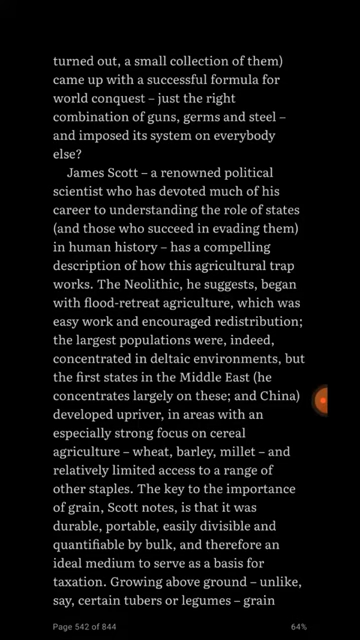 turned out, a small collection of them)
came up with a successful formula for
world conquest – just the right
combination of guns, germs and steel –
and imposed its system on everybody
else?
James Scott – a renowned political
scientist who has devoted much of his
career to understanding the role of states
(and those who succeed in evading them)
in human history – has a compelling
description of how this agricultural trap
works. The Neolithic, he suggests, began
with flood-retreat agriculture, which was
easy work and encouraged redistribution;
the largest populations were, indeed,
concentrated in deltaic environments, but
the first states in the Middle East (he
concentrates largely on these; and China)
developed upriver, in areas with an
especially strong focus on cereal
agriculture – wheat, barley, millet – and
relatively limited access to a range of
other staples. The key to the importance
of grain, Scott notes, is that it was
durable, portable, easily divisible and
quantifiable by bulk, and therefore an
ideal medium to serve as a basis for
taxation. Growing above ground – unlike,
say, certain tubers or legumes – grain
Page 542 of 844
64%